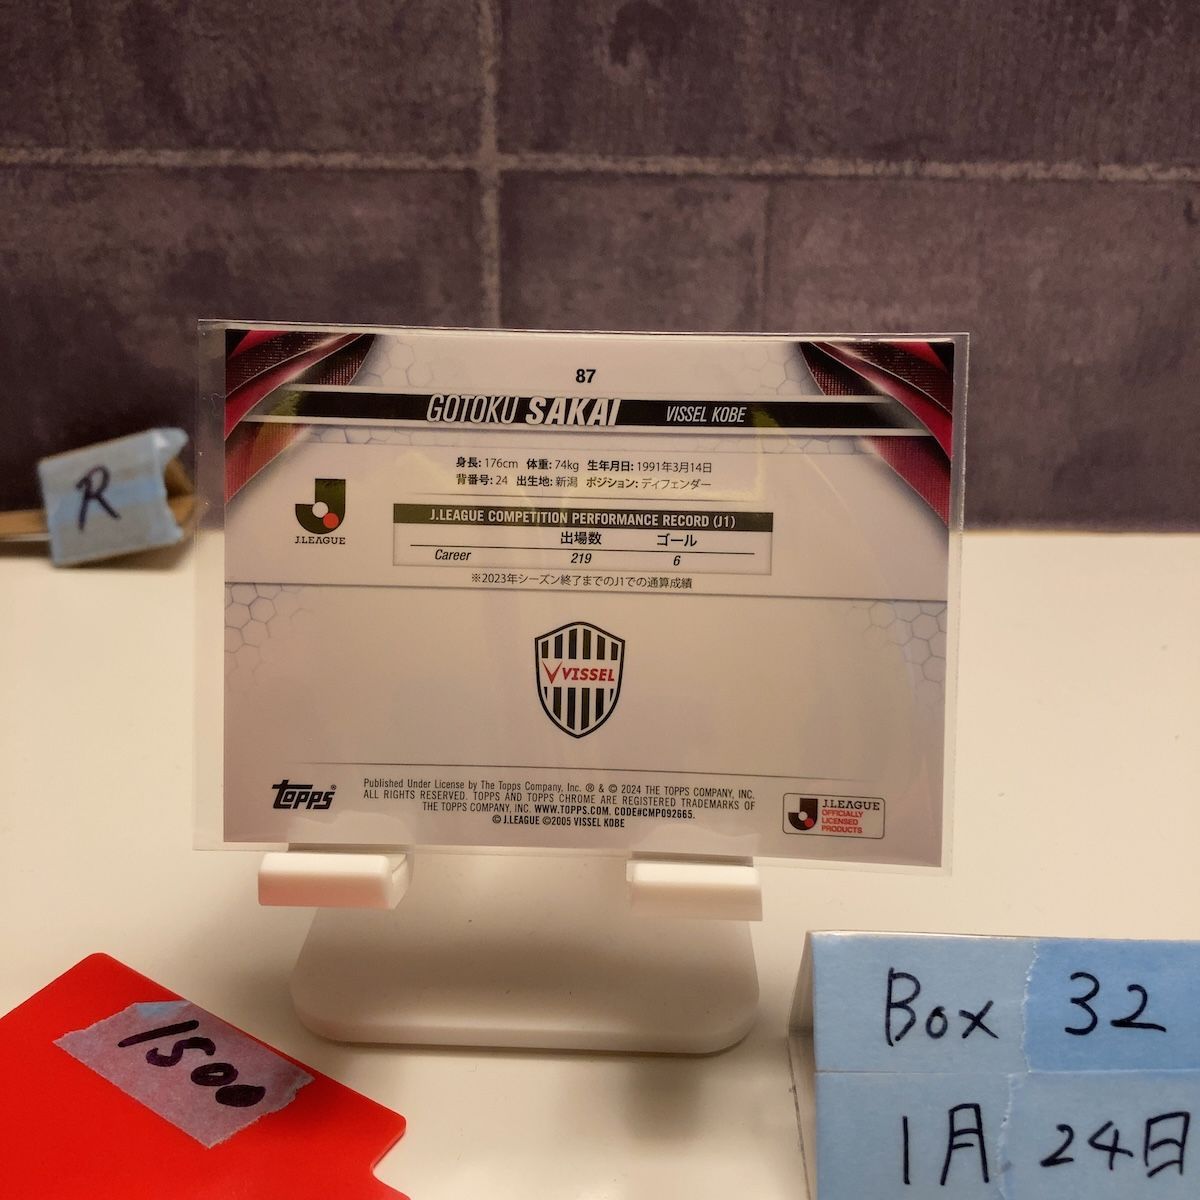 87
GOTOKU SAKAI VISSEL KOBE
身長: 176cm 体重: 74kg 生年月日: 1991年3月14日
背番号: 24 出生地: 新潟 ポジション: ディフェンダー
J.LEAGUE
J.LEAGUE COMPETITION PERFORMANCE RECORD (J1)
出場数 ゴール
Career 219 6
※2023年シーズン終了までのJ1での通算成績
VISSEL
topps®
Published Under License by The Topps Company, Inc. ® & © 2024 THE TOPPS COMPANY, INC.
ALL RIGHTS RESERVED. TOPPS AND TOPPS CHROME ARE REGISTERED TRADEMARKS OF
THE TOPPS COMPANY, INC. WWW.TOPPS.COM. CODE#CMP092665.
© J.LEAGUE ©2005 VISSEL KOBE
J.LEAGUE
OFFICIALLY
LICENSED
PRODUCTS
R
1500
Box 32
1月 24日